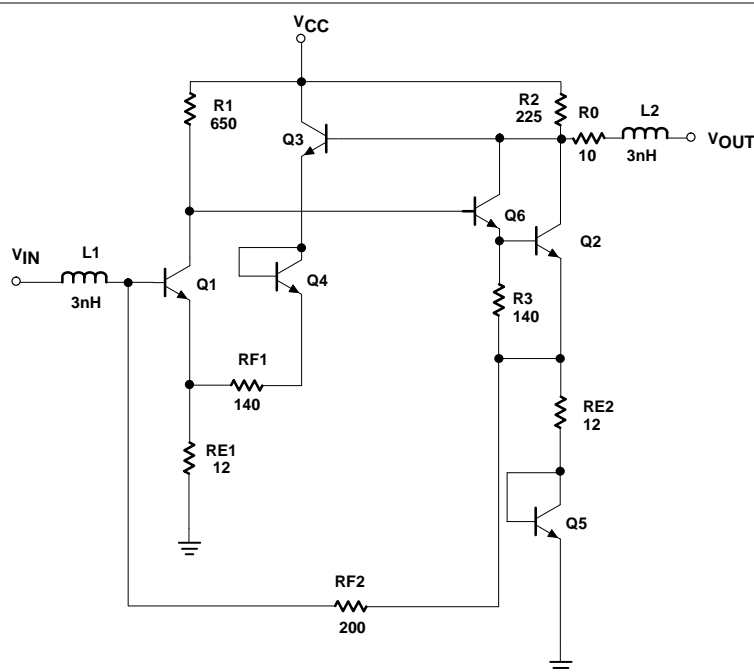 VCC
R1
650
R2
225
R0
10
L2
3nH
VOUT
Q3
Q6
Q2
VIN
L1
3nH
Q1
Q4
R3
140
RF1
140
RE2
12
RE1
12
Q5
RF2
200